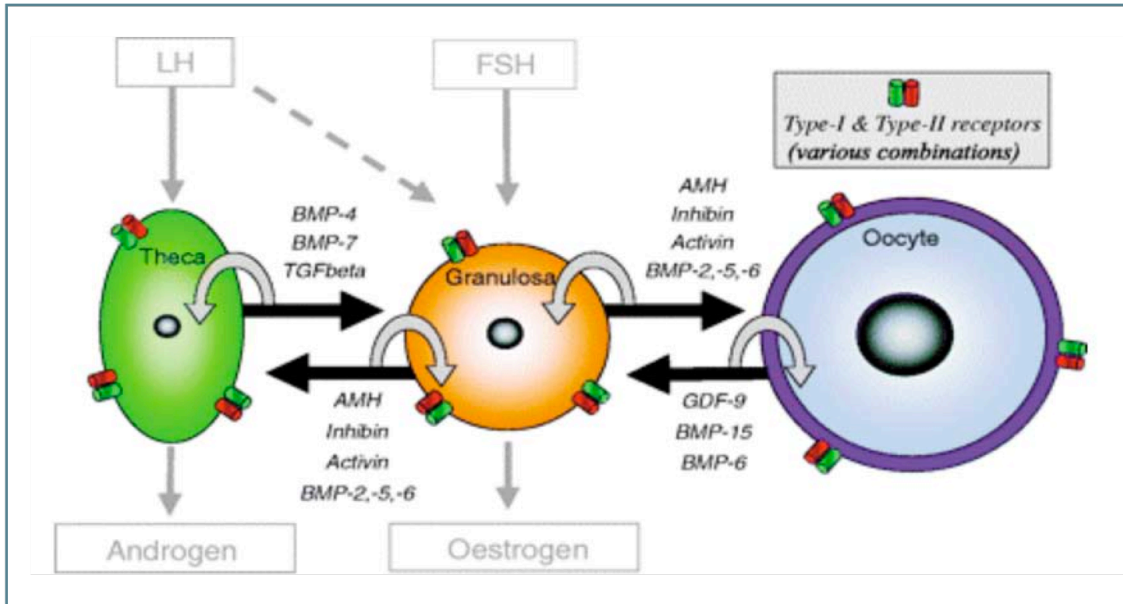 LH
FSH
Type-I & Type-II receptors
(various combinations)
BMP-4
BMP-7
TGFbeta
AMH
Inhibin
Activin
BMP-2,-5,-6
Theca
Granulosa
Oocyte
AMH
Inhibin
Activin
BMP-2,-5,-6
GDF-9
BMP-15
BMP-6
Androgen
Oestrogen